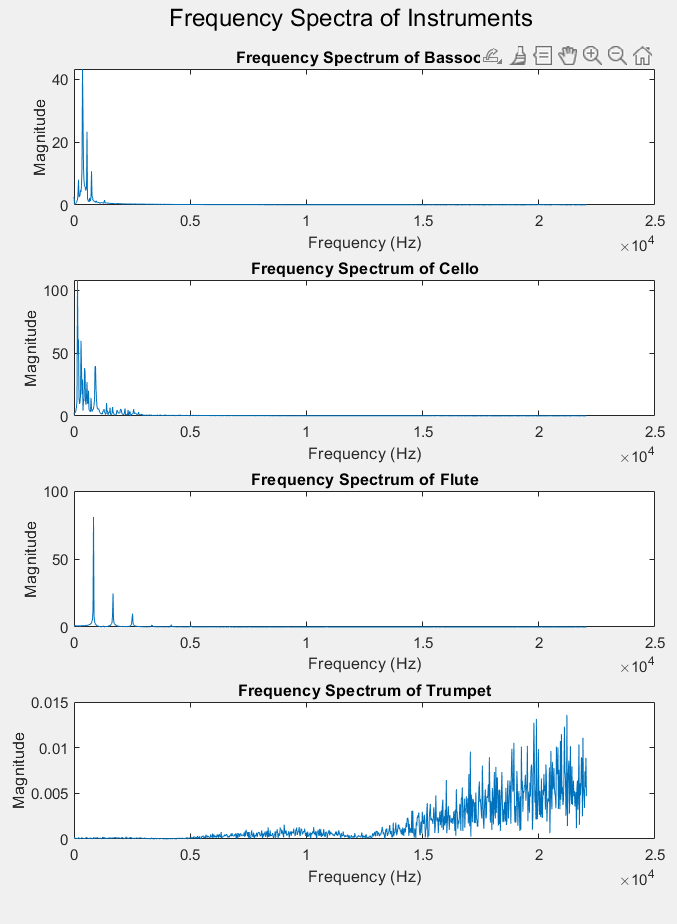 Frequency Spectra of Instruments
Frequency Spectrum of Bassoc
40
20
0
Magnitude
0 0.5 1 1.5 2 2.5
Frequency (Hz)
×10^4
Frequency Spectrum of Cello
100
50
0
Magnitude
0 0.5 1 1.5 2 2.5
Frequency (Hz)
×10^4
Frequency Spectrum of Flute
100
50
0
Magnitude
0 0.5 1 1.5 2 2.5
Frequency (Hz)
×10^4
Frequency Spectrum of Trumpet
0.015
0.01
0.005
0
Magnitude
0 0.5 1 1.5 2 2.5
Frequency (Hz)
×10^4